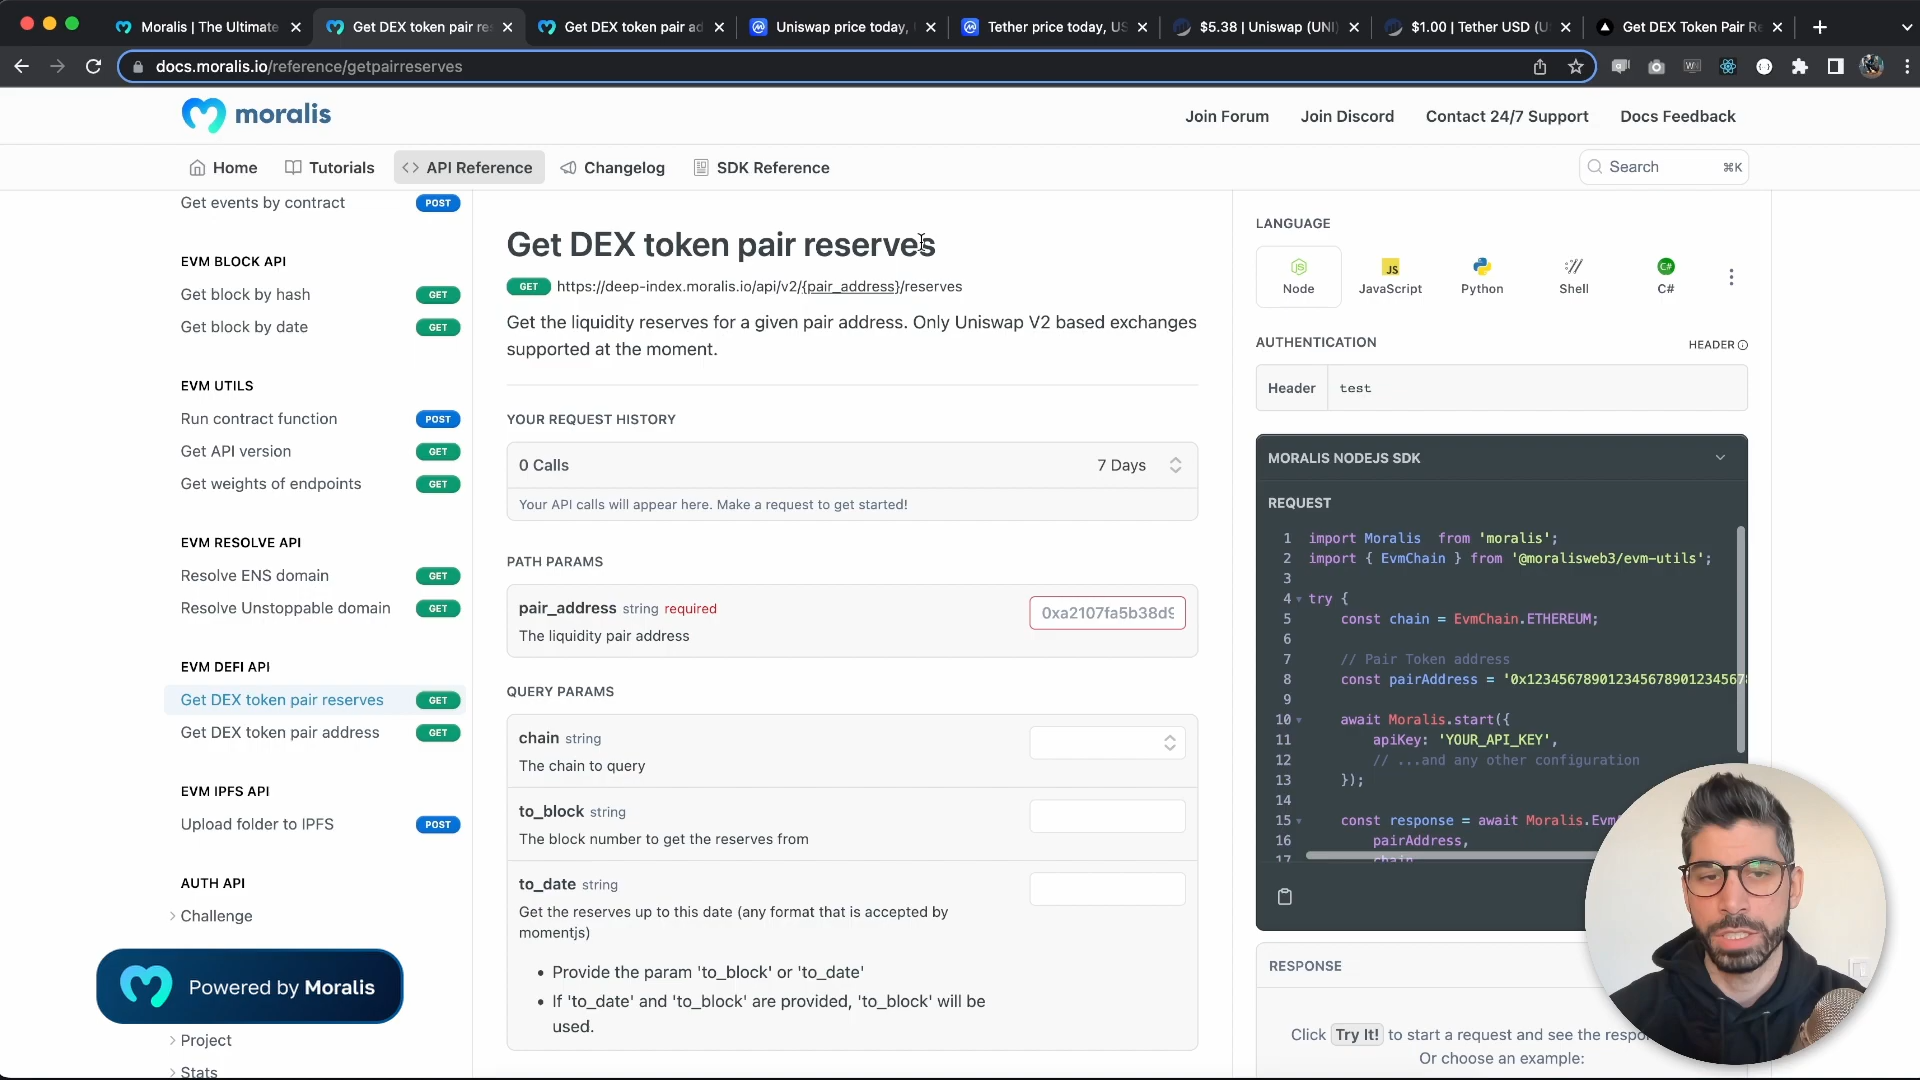 Moralis | The Ultimate
Get DEX token pair res
Get DEX token pair ad
Uniswap price today,
Tether price today, US
$5.38 | Uniswap (UNI)
$1.00 | Tether USD (U
Get DEX Token Pair Re
docs.moralis.io/reference/getpairreserves
moralis
Join Forum
Join Discord
Contact 24/7 Support
Docs Feedback
Home
Tutorials
API Reference
Changelog
SDK Reference
Search
⌘K
Get events by contract POST
EVM BLOCK API
Get block by hash GET
Get block by date GET
EVM UTILS
Run contract function POST
Get API version GET
Get weights of endpoints GET
EVM RESOLVE API
Resolve ENS domain GET
Resolve Unstoppable domain GET
EVM DEFI API
Get DEX token pair reserves GET
Get DEX token pair address GET
EVM IPFS API
Upload folder to IPFS POST
AUTH API
Challenge
Powered by Moralis
Project
Stats
Get DEX token pair reserves
GET https://deep-index.moralis.io/api/v2/{pair_address}/reserves
Get the liquidity reserves for a given pair address. Only Uniswap V2 based exchanges
supported at the moment.
YOUR REQUEST HISTORY
0 Calls 7 Days
Your API calls will appear here. Make a request to get started!
PATH PARAMS
pair_address string required 0xa2107fa5b38d9
The liquidity pair address
QUERY PARAMS
chain string
The chain to query
to_block string
The block number to get the reserves from
to_date string
Get the reserves up to this date (any format that is accepted by
momentjs)
• Provide the param 'to_block' or 'to_date'
• If 'to_date' and 'to_block' are provided, 'to_block' will be
used.
LANGUAGE
Node JavaScript Python Shell C#
AUTHENTICATION HEADER
Header test
MORALIS NODEJS SDK
REQUEST
1 import Moralis from 'moralis';
2 import { EvmChain } from '@moralisweb3/evm-utils';
3
4 try {
5 const chain = EvmChain.ETHEREUM;
6
7 // Pair Token address
8 const pairAddress = '0x1234567890123456789012345678
9
10 await Moralis.start({
11 apiKey: 'YOUR_API_KEY',
12 // ...and any other configuration
13 });
14
15 const response = await Moralis.Evm
16 pairAddress,
17 chain
RESPONSE
Click Try It! to start a request and see the respo
Or choose an example: